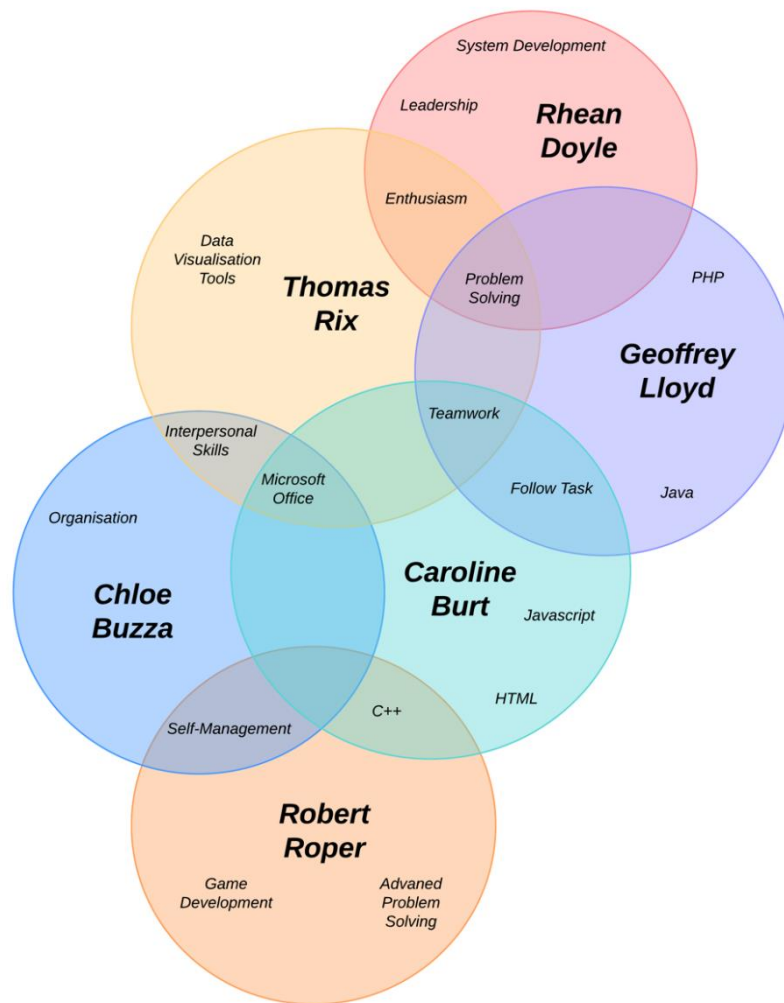 System Development
Leadership
Rhean
Doyle
Enthusiasm
Data
Visualisation
Tools
Thomas
Rix
Problem
Solving
PHP
Geoffrey
Lloyd
Teamwork
Interpersonal
Skills
Microsoft
Office
Follow Task
Java
Organisation
Chloe
Buzza
Caroline
Burt
Javascript
HTML
C++
Self-Management
Robert
Roper
Game
Development
Advaned
Problem
Solving